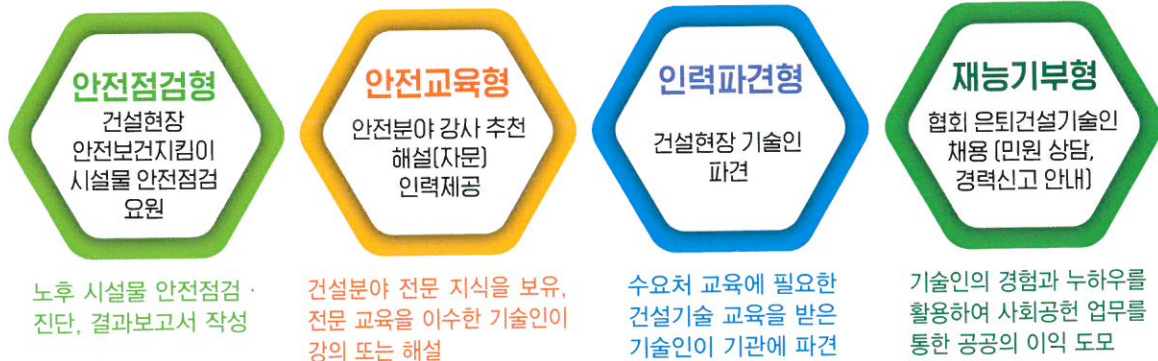 안전점검형
건설현장
안전보건지킴이
시설물 안전점검
요원
노후 시설물 안전점검 ·
진단, 결과보고서 작성
안전교육형
안전분야 강사 추천
해설(자문)
인력제공
건설분야 전문 지식을 보유,
전문 교육을 이수한 기술인이
강의 또는 해설
인력파견형
건설현장 기술인
파견
수요처 교육에 필요한
건설기술 교육을 받은
기술인이 기관에 파견
재능기부형
협회 은퇴건설기술인
채용 (민원 상담,
경력신고 안내)
기술인의 경험과 누하우를
활용하여 사회공헌 업무를
통한 공공의 이익 도모